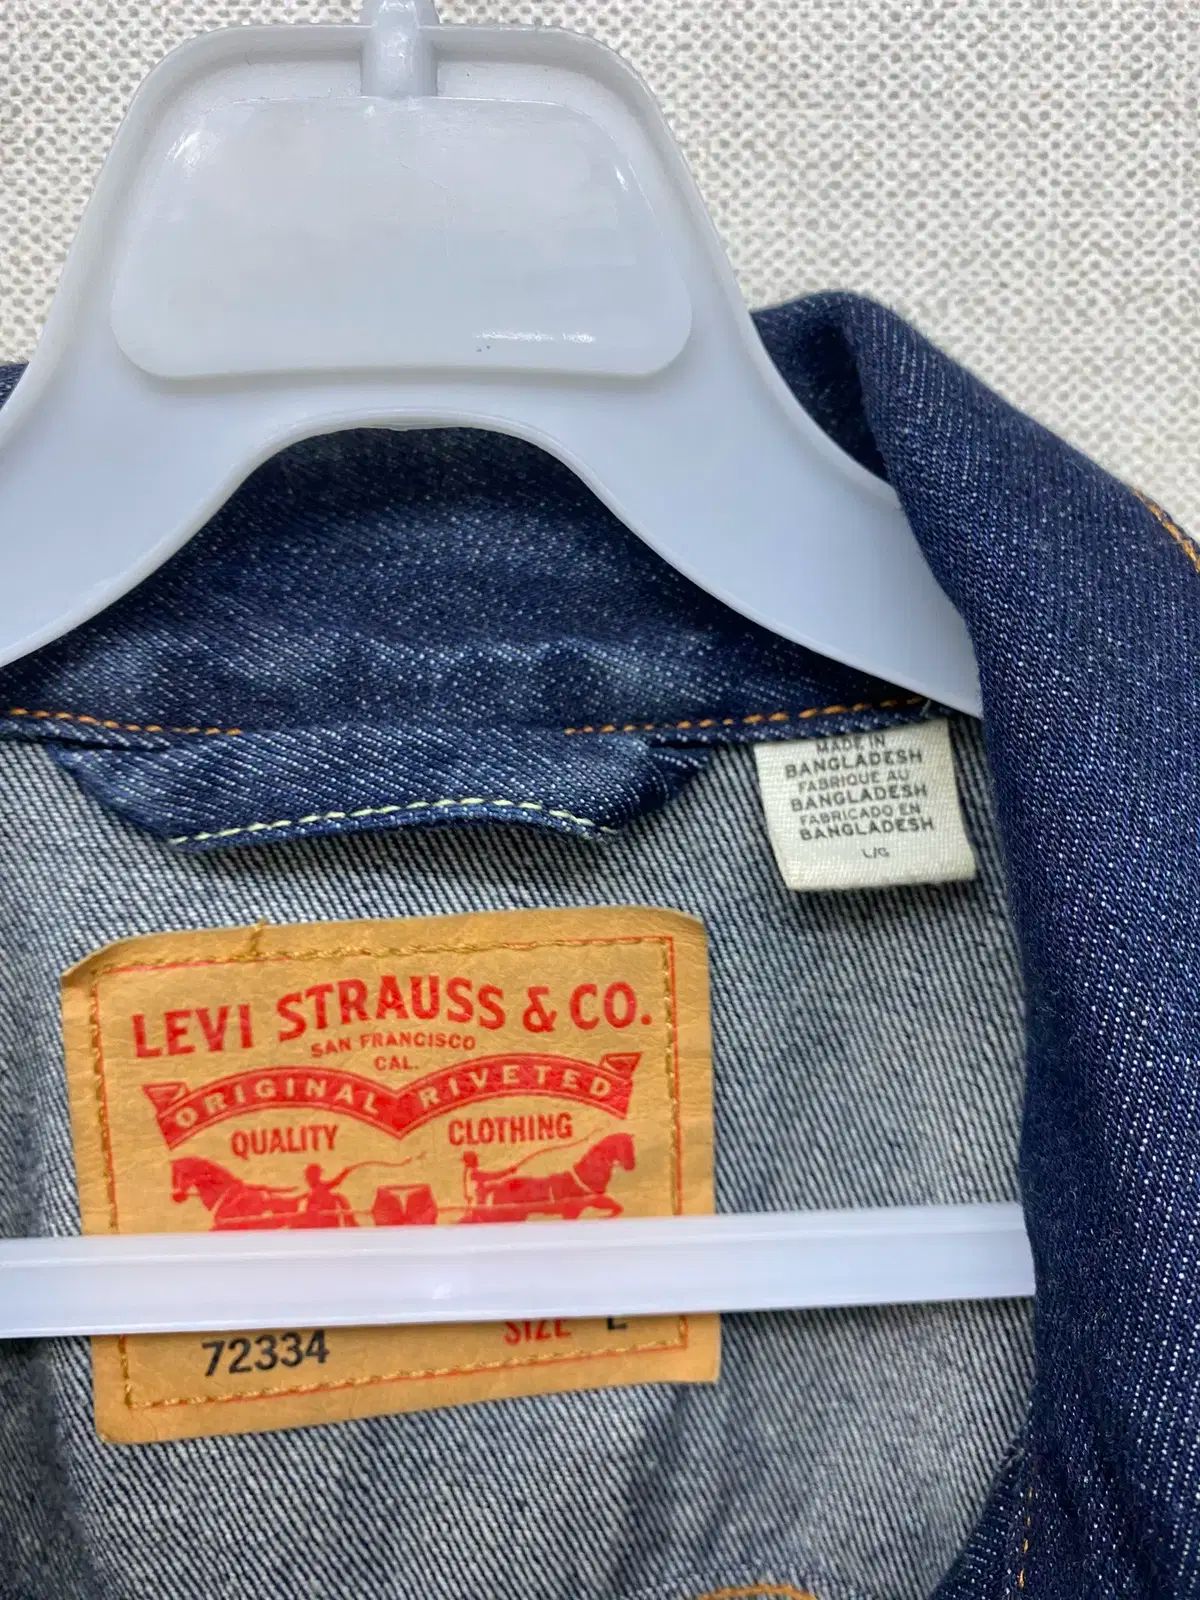 MADE IN
BANGLADESH
FABRIQUE AU
BANGLADESH
FABRICADO EN
BANGLADESH
L/G
LEVI STRAUSS & CO.
SAN FRANCISCO
CAL.
ORIGINAL RIVETED
QUALITY CLOTHING
72334 SIZE L